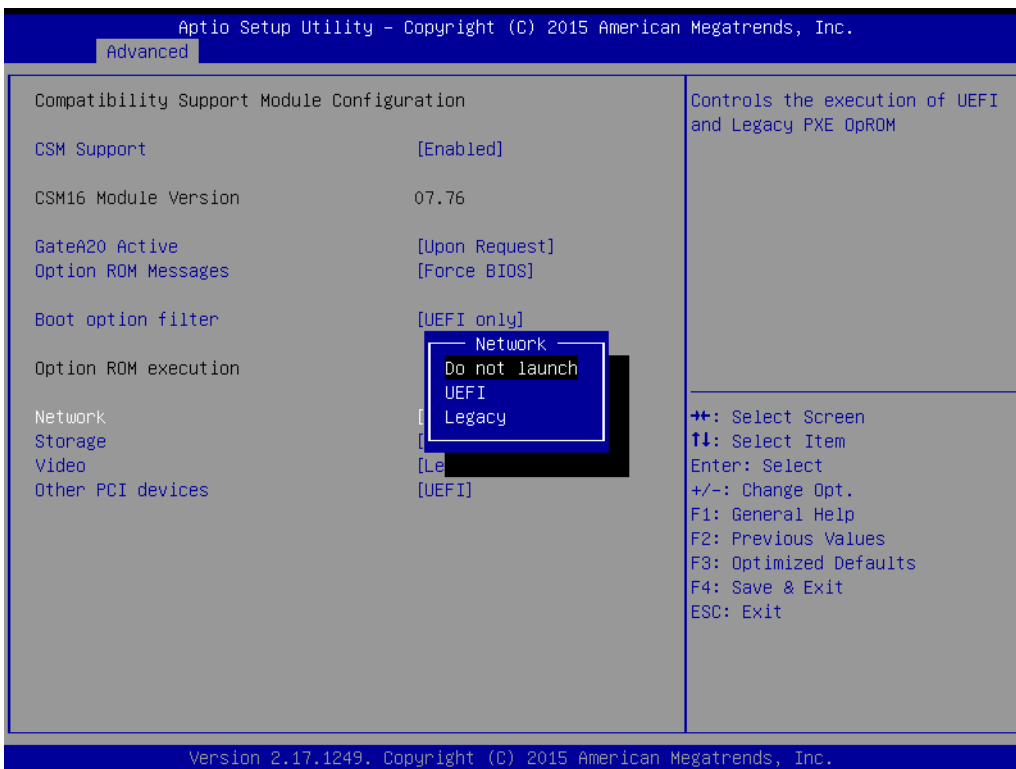 Aptio Setup Utility – Copyright (C) 2015 American Megatrends, Inc.
Advanced
Compatibility Support Module Configuration
CSM Support [Enabled]
CSM16 Module Version 07.76
GateA20 Active [Upon Request]
Option ROM Messages [Force BIOS]
Boot option filter [UEFI only]
Option ROM execution
Network [
Storage [
Video [Le
Other PCI devices [UEFI]
Network
Do not launch
UEFI
Legacy
Controls the execution of UEFI
and Legacy PXE OpROM
→←: Select Screen
↑↓: Select Item
Enter: Select
+/-: Change Opt.
F1: General Help
F2: Previous Values
F3: Optimized Defaults
F4: Save & Exit
ESC: Exit
Version 2.17.1249. Copyright (C) 2015 American Megatrends, Inc.